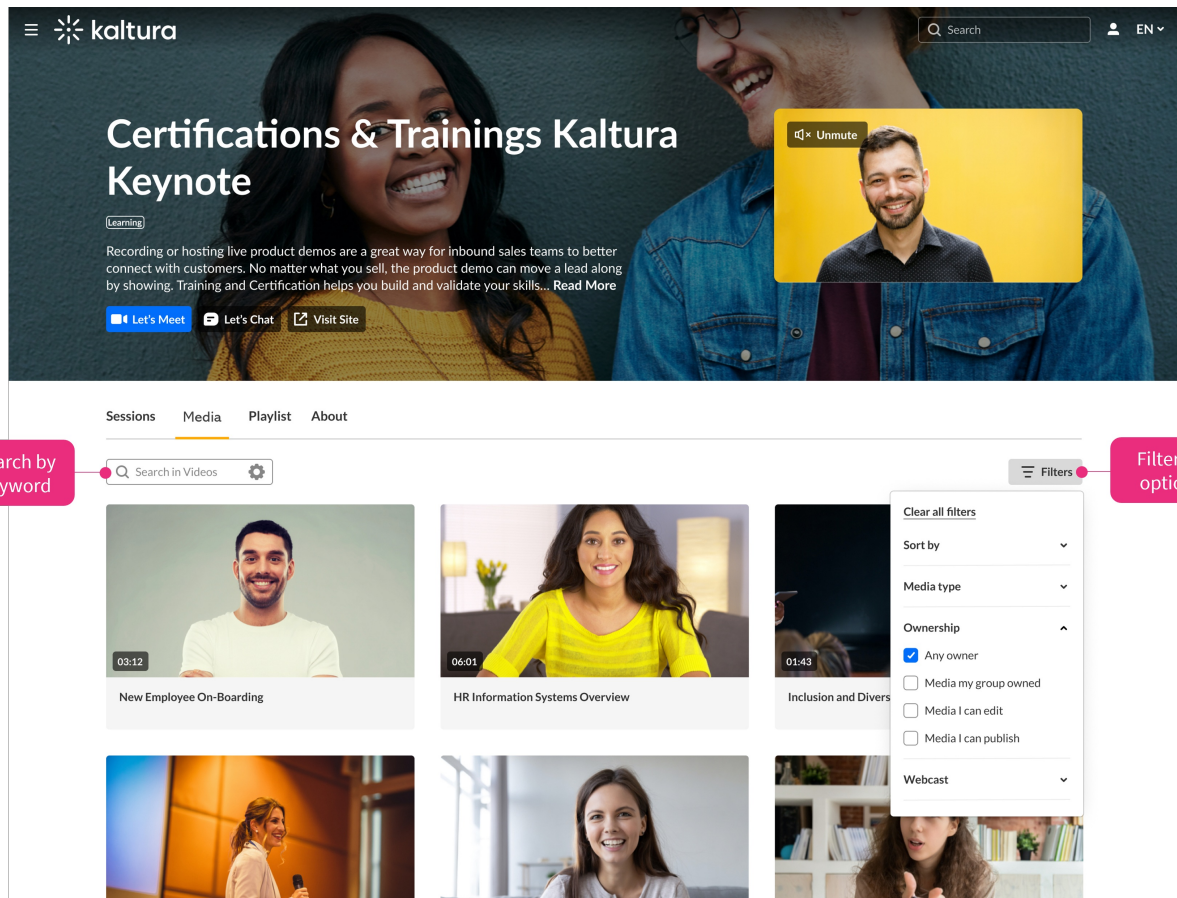 kaltura
Search
EN
Certifications & Trainings Kaltura
Keynote
Unmute
Learning
Recording or hosting live product demos are a great way for inbound sales teams to better
connect with customers. No matter what you sell, the product demo can move a lead along
by showing. Training and Certification helps you build and validate your skills... Read More
Let's Meet
Let's Chat
Visit Site
Sessions
Media
Playlist
About
arch by
yword
Search in Videos
Filters
Filter
optio
Clear all filters
Sort by
Media type
Ownership
Any owner
Media my group owned
Media I can edit
Media I can publish
Webcast
03:12
New Employee On-Boarding
06:01
HR Information Systems Overview
01:43
Inclusion and Divers